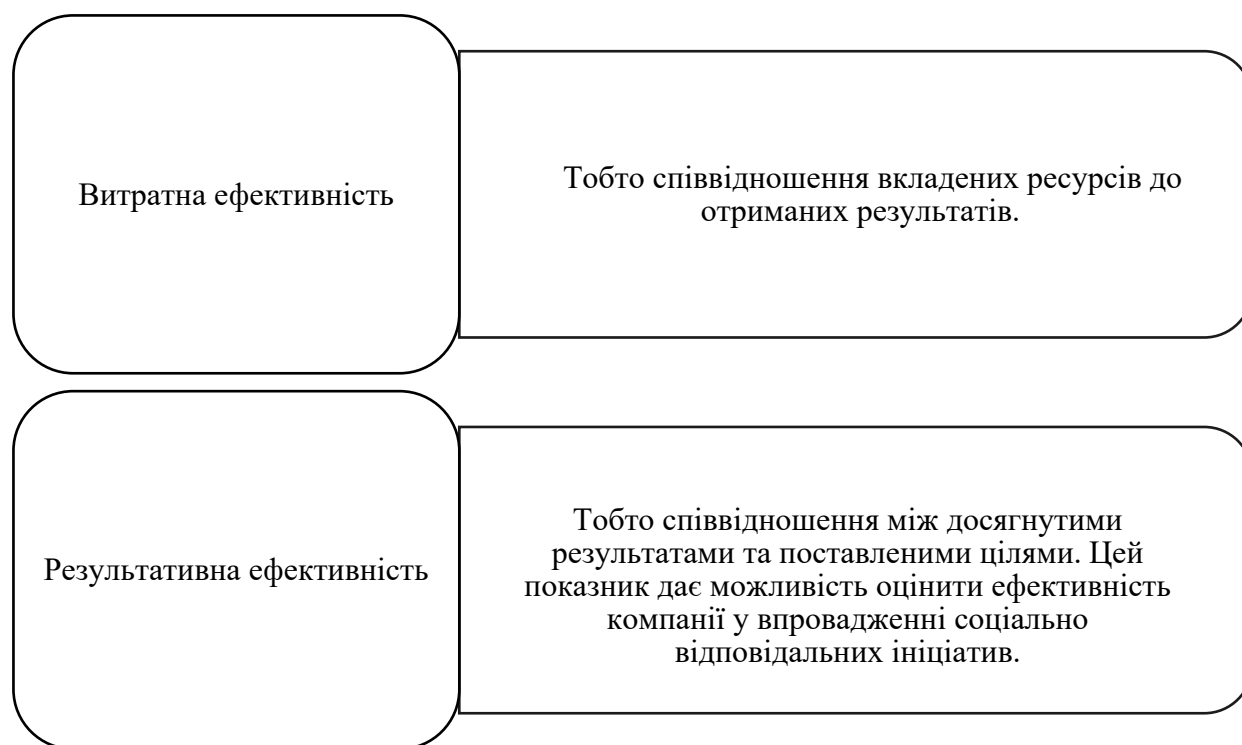 Витратна ефективність
Тобто співвідношення вкладених ресурсів до
отриманих результатів.
Результативна ефективність
Тобто співвідношення між досягнутими
результатами та поставленими цілями. Цей
показник дає можливість оцінити ефективність
компанії у впровадженні соціально
відповідальних ініціатив.